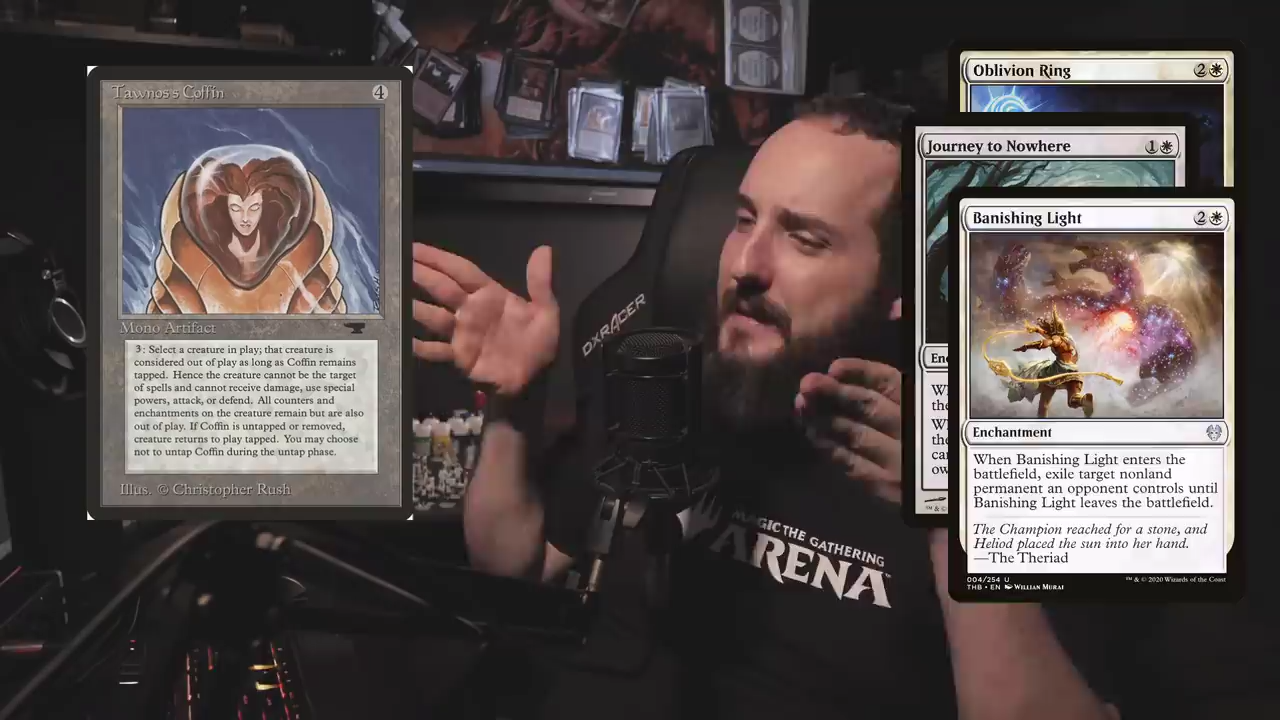 Tawnos's Coffin 4
Mono Artifact
3: Select a creature in play; that creature is
considered out of play as long as Coffin remains
tapped. Hence the creature cannot be the target
of spells and cannot receive damage, use special
powers, attack, or defend. All counters and
enchantments on the creature remain but are also
out of play. If Coffin is untapped or removed,
creature returns to play tapped. You may choose
not to untap Coffin during the untap phase.
Illus. © Christopher Rush
DXRACER
MAGIC THE GATHERING
ARENA
Oblivion Ring 2
Journey to Nowhere 1
Banishing Light 2
Enchantment
When Banishing Light enters the
battlefield, exile target nonland
permanent an opponent controls until
Banishing Light leaves the battlefield.
The Champion reached for a stone, and
Heliod placed the sun into her hand.
—The Theriad
004/254 U
THB • EN Willian Murai
™ & © 2020 Wizards of the Coast